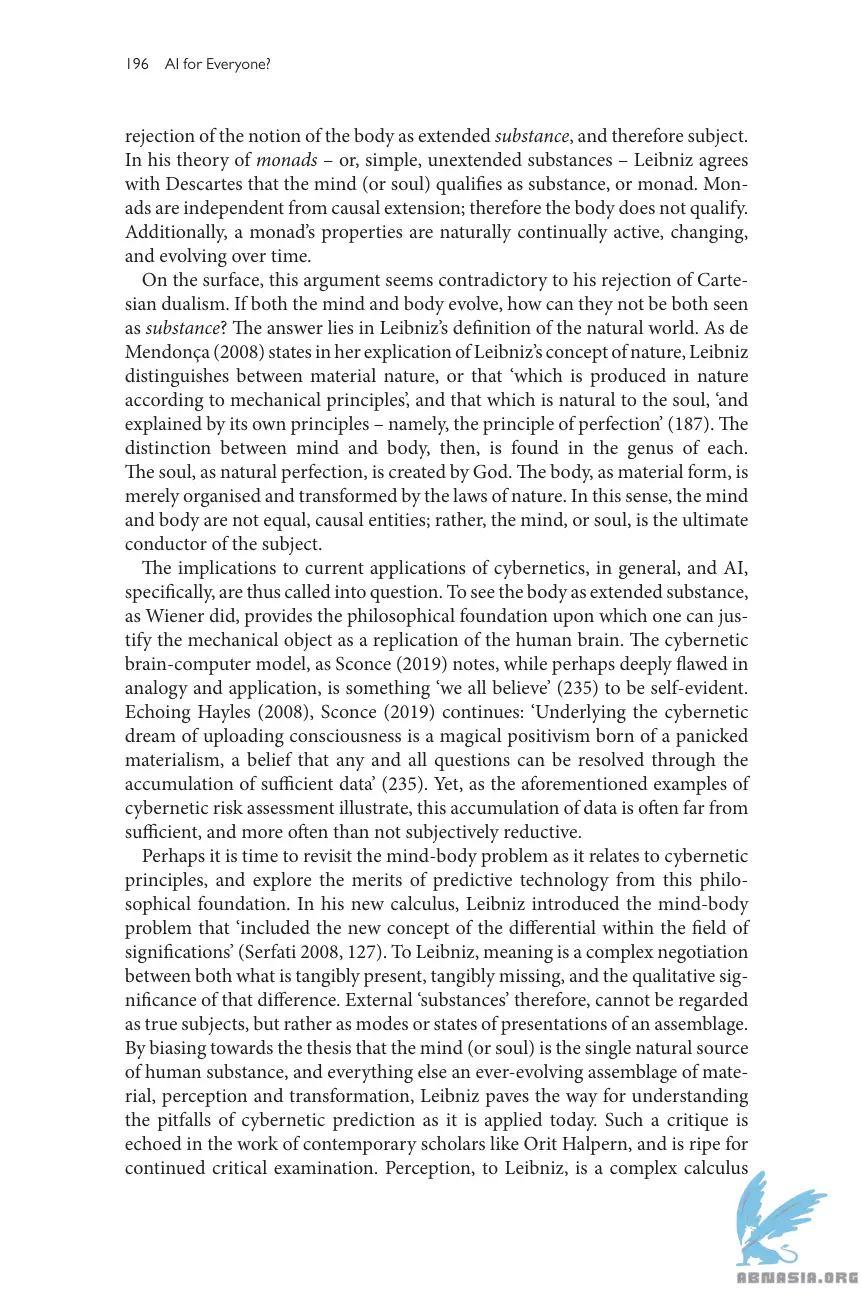 196 AI for Everyone?
rejection of the notion of the body as extended substance, and therefore subject.
In his theory of monads – or, simple, unextended substances – Leibniz agrees
with Descartes that the mind (or soul) qualifies as substance, or monad. Mon-
ads are independent from causal extension; therefore the body does not qualify.
Additionally, a monad’s properties are naturally continually active, changing,
and evolving over time.
On the surface, this argument seems contradictory to his rejection of Carte-
sian dualism. If both the mind and body evolve, how can they not be both seen
as substance? The answer lies in Leibniz’s definition of the natural world. As de
Mendonça (2008) states in her explication of Leibniz’s concept of nature, Leibniz
distinguishes between material nature, or that ‘which is produced in nature
according to mechanical principles’, and that which is natural to the soul, ‘and
explained by its own principles – namely, the principle of perfection’ (187). The
distinction between mind and body, then, is found in the genus of each.
The soul, as natural perfection, is created by God. The body, as material form, is
merely organised and transformed by the laws of nature. In this sense, the mind
and body are not equal, causal entities; rather, the mind, or soul, is the ultimate
conductor of the subject.
The implications to current applications of cybernetics, in general, and AI,
specifically, are thus called into question. To see the body as extended substance,
as Wiener did, provides the philosophical foundation upon which one can jus-
tify the mechanical object as a replication of the human brain. The cybernetic
brain-computer model, as Sconce (2019) notes, while perhaps deeply flawed in
analogy and application, is something ‘we all believe’ (235) to be self-evident.
Echoing Hayles (2008), Sconce (2019) continues: ‘Underlying the cybernetic
dream of uploading consciousness is a magical positivism born of a panicked
materialism, a belief that any and all questions can be resolved through the
accumulation of sufficient data’ (235). Yet, as the aforementioned examples of
cybernetic risk assessment illustrate, this accumulation of data is often far from
sufficient, and more often than not subjectively reductive.
Perhaps it is time to revisit the mind-body problem as it relates to cybernetic
principles, and explore the merits of predictive technology from this philo-
sophical foundation. In his new calculus, Leibniz introduced the mind-body
problem that ‘included the new concept of the differential within the field of
significations’ (Serfati 2008, 127). To Leibniz, meaning is a complex negotiation
between both what is tangibly present, tangibly missing, and the qualitative sig-
nificance of that difference. External ‘substances’ therefore, cannot be regarded
as true subjects, but rather as modes or states of presentations of an assemblage.
By biasing towards the thesis that the mind (or soul) is the single natural source
of human substance, and everything else an ever-evolving assemblage of mate-
rial, perception and transformation, Leibniz paves the way for understanding
the pitfalls of cybernetic prediction as it is applied today. Such a critique is
echoed in the work of contemporary scholars like Orit Halpern, and is ripe for
continued critical examination. Perception, to Leibniz, is a complex calculus
ABNASIA.ORG